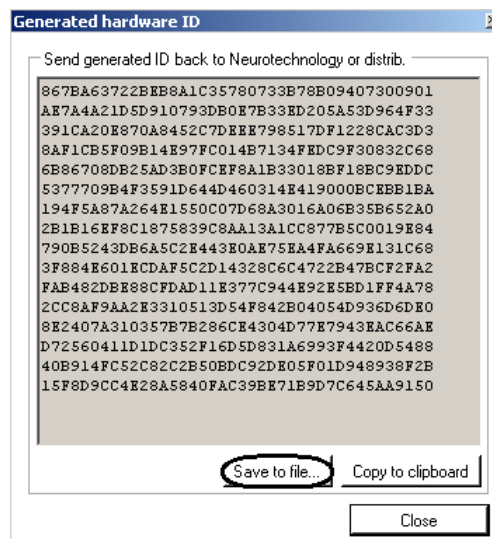 Generated hardware ID
Send generated ID back to Neurotechnology or distrib.
867BA63722BEB8A1C35780733B78B09407300901
AE7A4A21D5D910793DB0E7B33ED205A53D964F33
391CA20E870A8452C7DEEE798517DF1228CAC3D3
8AF1CB5F09B14E97FC014B7134FEDC9F30832C68
6B86708DB25AD3B0FCEF8A1B33018BF18BC9EDDC
5377709B4F3591D644D460314E419000BCEBB1BA
194F5A87A264E1550C07D68A3016A06B35B652A0
2B1B16EF8C1875839C8AA13A1CC877B5C0019E84
790B5243DB6A5C2E443E0AE75EA4FA669E131C68
3F884E601ECDAF5C2D14328C6C4722B47BCF2FA2
FAB482DBE88CFDAD11E377C944E92E5BD1FF4A78
2CC8AF9AA2E3310513D54F842B04054D936D6DE0
8E2407A310357B7B286CE4304D77E7943EAC66AE
D72560411D1DC352F16D5D831A6993F4420D5488
40B914FC52C82C2B50BDC92DE05F01D948938F2B
15F8D9CC4E28A5840FAC39BE71B9D7C645AA9150
Save to file... Copy to clipboard
Close